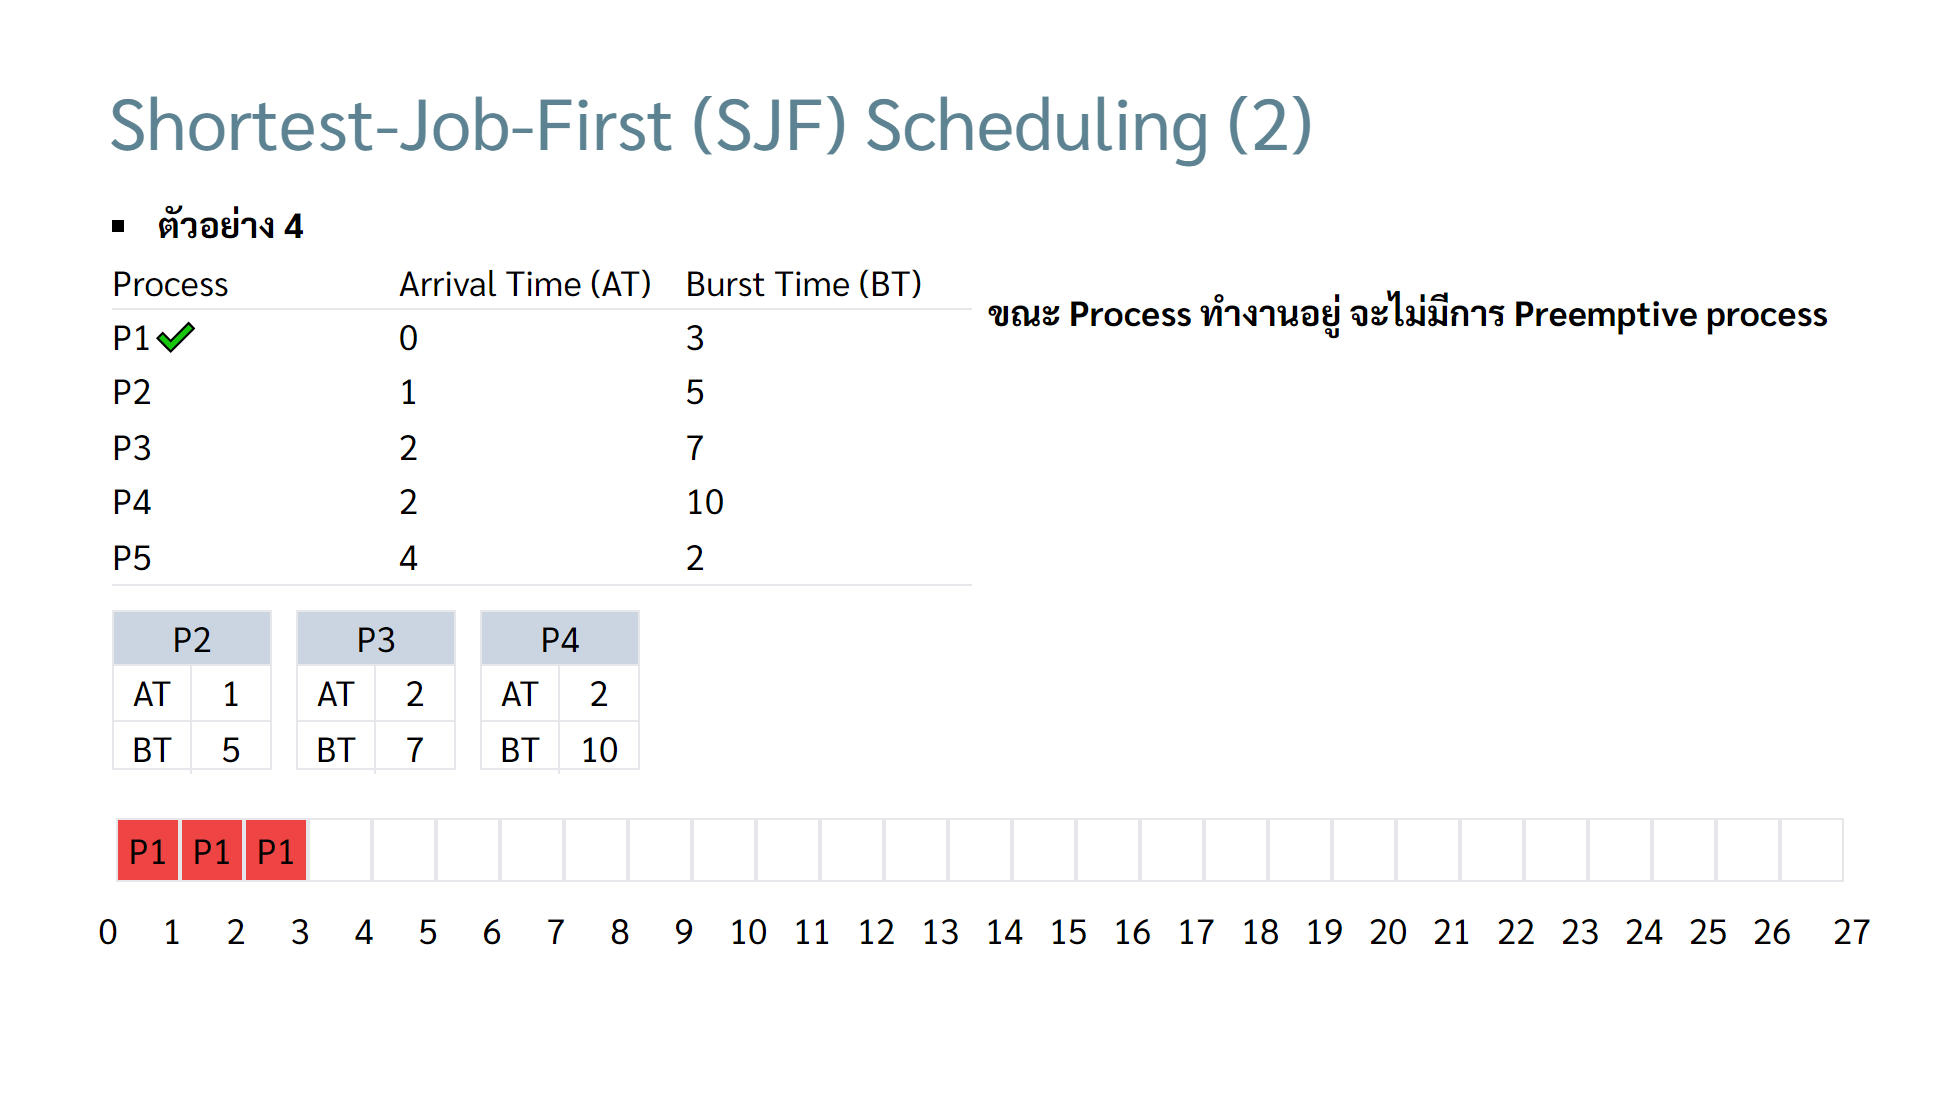 Shortest-Job-First (SJF) Scheduling (2)
ตัวอย่าง 4
Process Arrival Time (AT) Burst Time (BT)
ขณะ Process ทำงานอยู่ จะไม่มีการ Preemptive process
P1 0 3
P2 1 5
P3 2 7
P4 2 10
P5 4 2
P2 P3 P4
AT 1 AT 2 AT 2
BT 5 BT 7 BT 10
P1 P1 P1
0 1 2 3 4 5 6 7 8 9 10 11 12 13 14 15 16 17 18 19 20 21 22 23 24 25 26 27